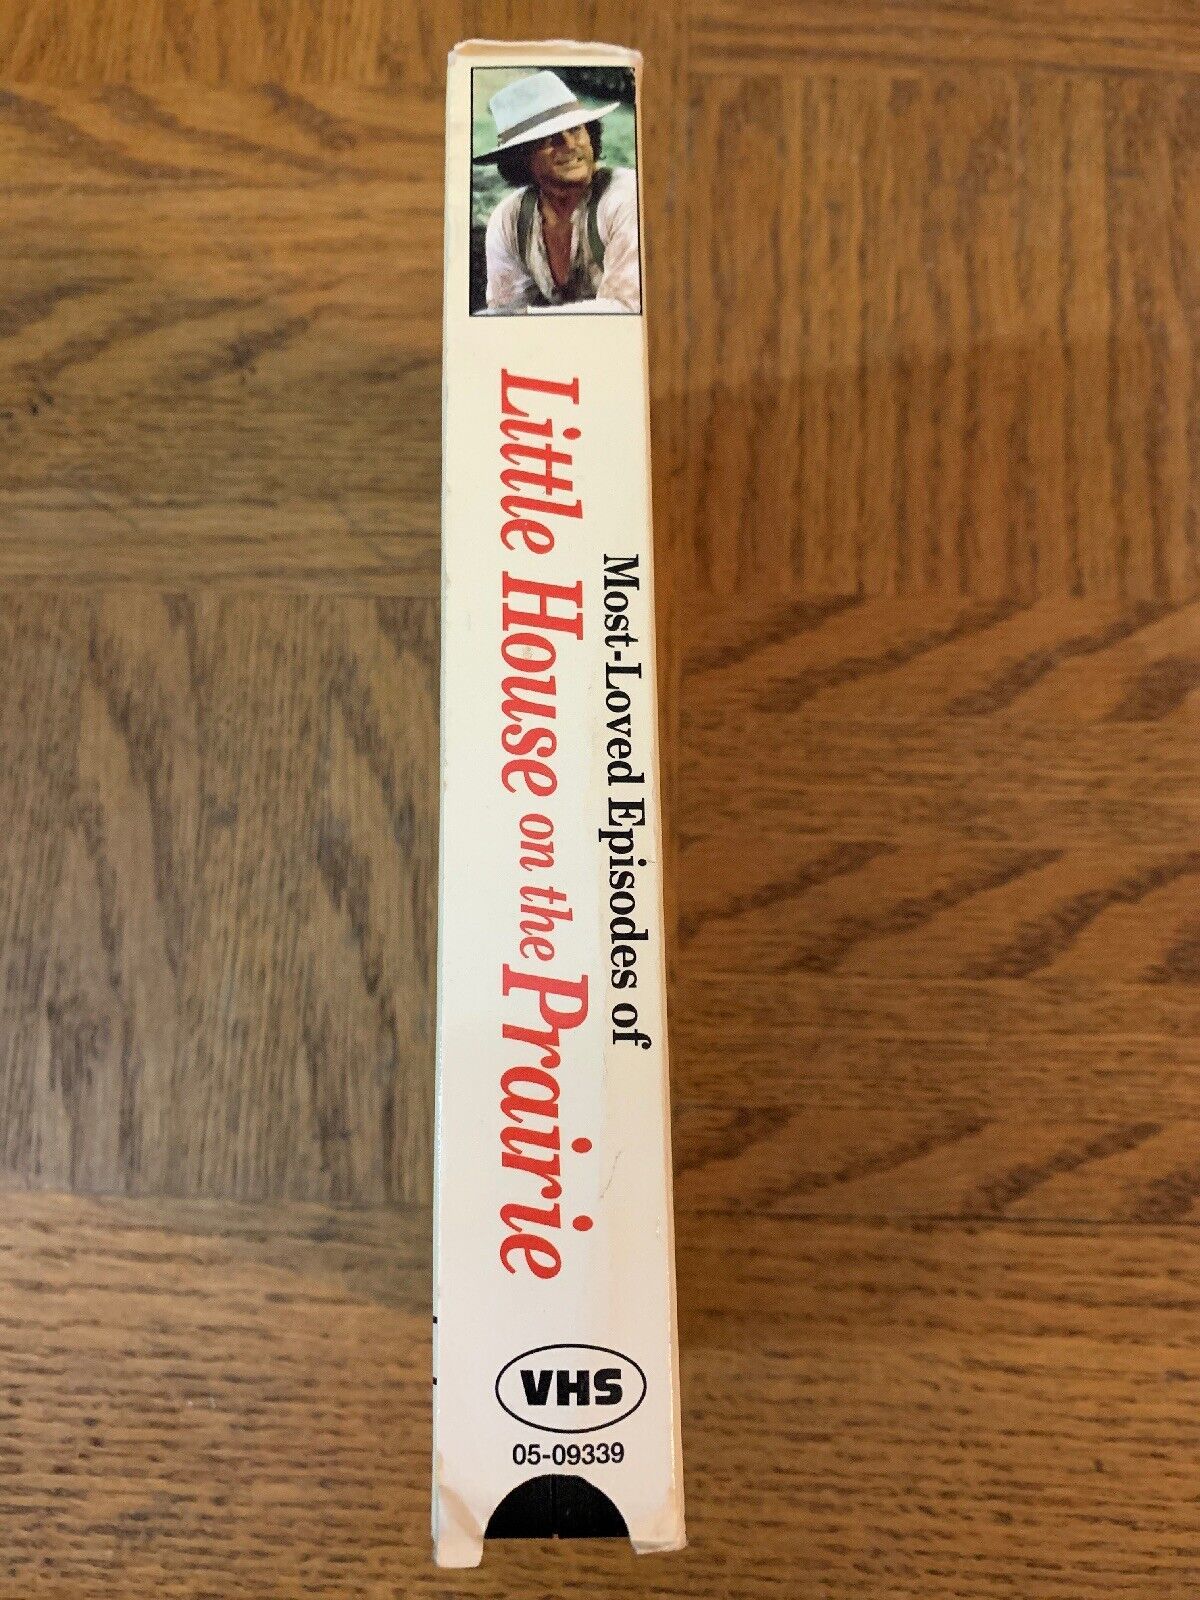 Most-Loved Episodes of
Little House on the Prairie
VHS
05-09339